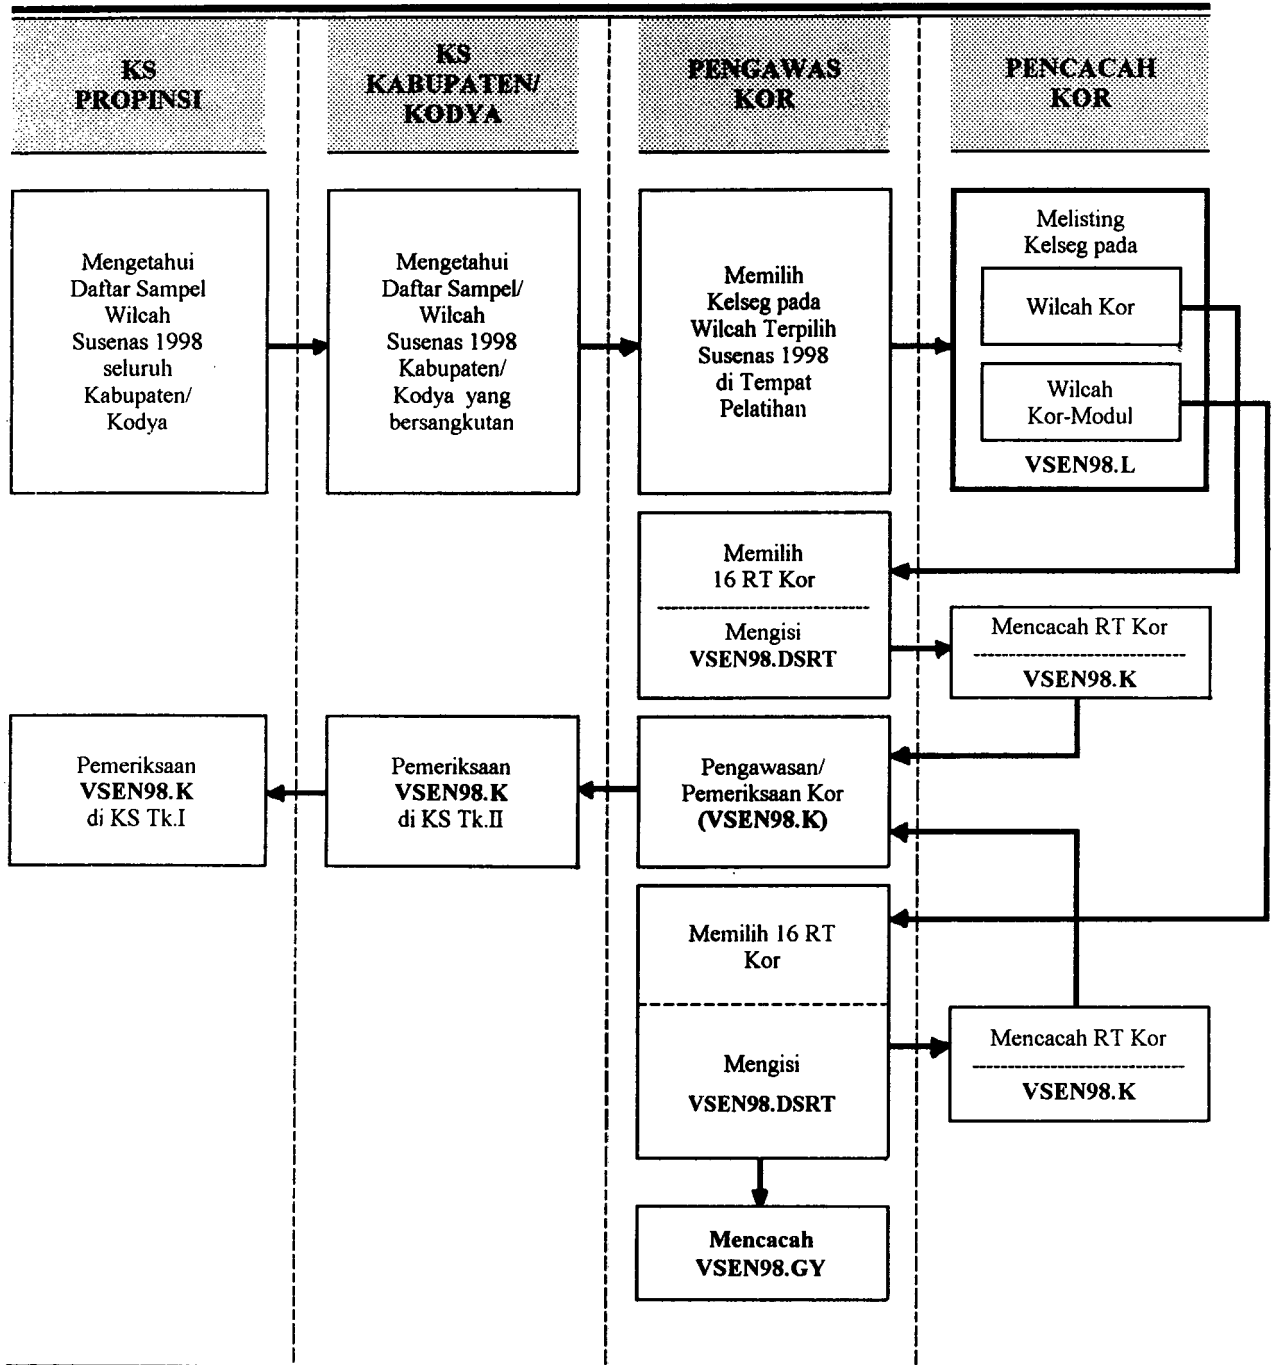 KS
PROPINSI
KS
KABUPATEN/
KODYA
PENGAWAS
KOR
PENCACAH
KOR
Mengetahui
Daftar Sampel
Wilcah
Susenas 1998
seluruh
Kabupaten/
Kodya
Mengetahui
Daftar Sampel/
Wilcah
Susenas 1998
Kabupaten/
Kodya yang
bersangkutan
Memilih
Kelseg pada
Wilcah Terpilih
Susenas 1998
di Tempat
Pelatihan
Melisting
Kelseg pada
Wilcah Kor
Wilcah
Kor-Modul
VSEN98.L
Memilih
16 RT Kor
Mengisi
VSEN98.DSRT
Mencacah RT Kor
VSEN98.K
Pemeriksaan
VSEN98.K
di KS Tk.I
Pemeriksaan
VSEN98.K
di KS Tk.II
Pengawasan/
Pemeriksaan Kor
(VSEN98.K)
Memilih 16 RT
Kor
Mengisi
VSEN98.DSRT
Mencacah RT Kor
VSEN98.K
Mencacah
VSEN98.GY